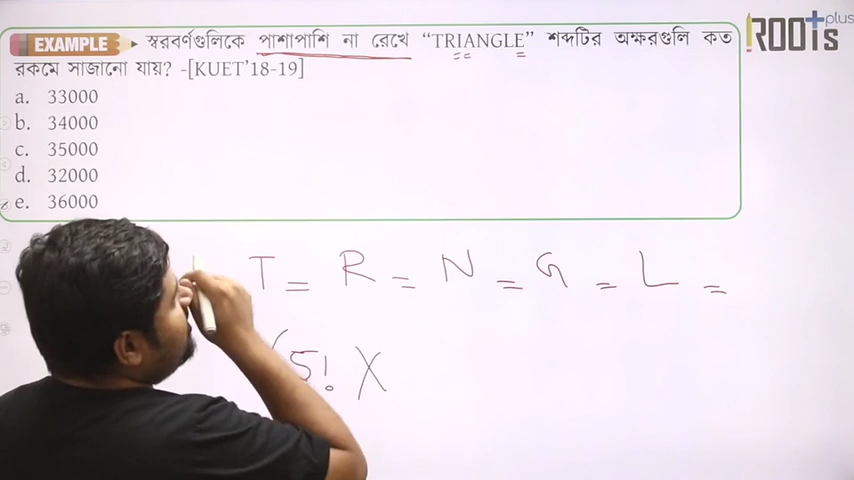 EXAMPLE স্বরবর্ণগুলিকে পাশাপাশি না রেখে “TRIANGLE” শব্দটির অক্ষরগুলি কত
রকমে সাজানো যায়? -[KUET'18-19]
a. 33000
b. 34000
c. 35000
d. 32000
e. 36000
ROOTs plus
T = R = N = G = L =
(5! X